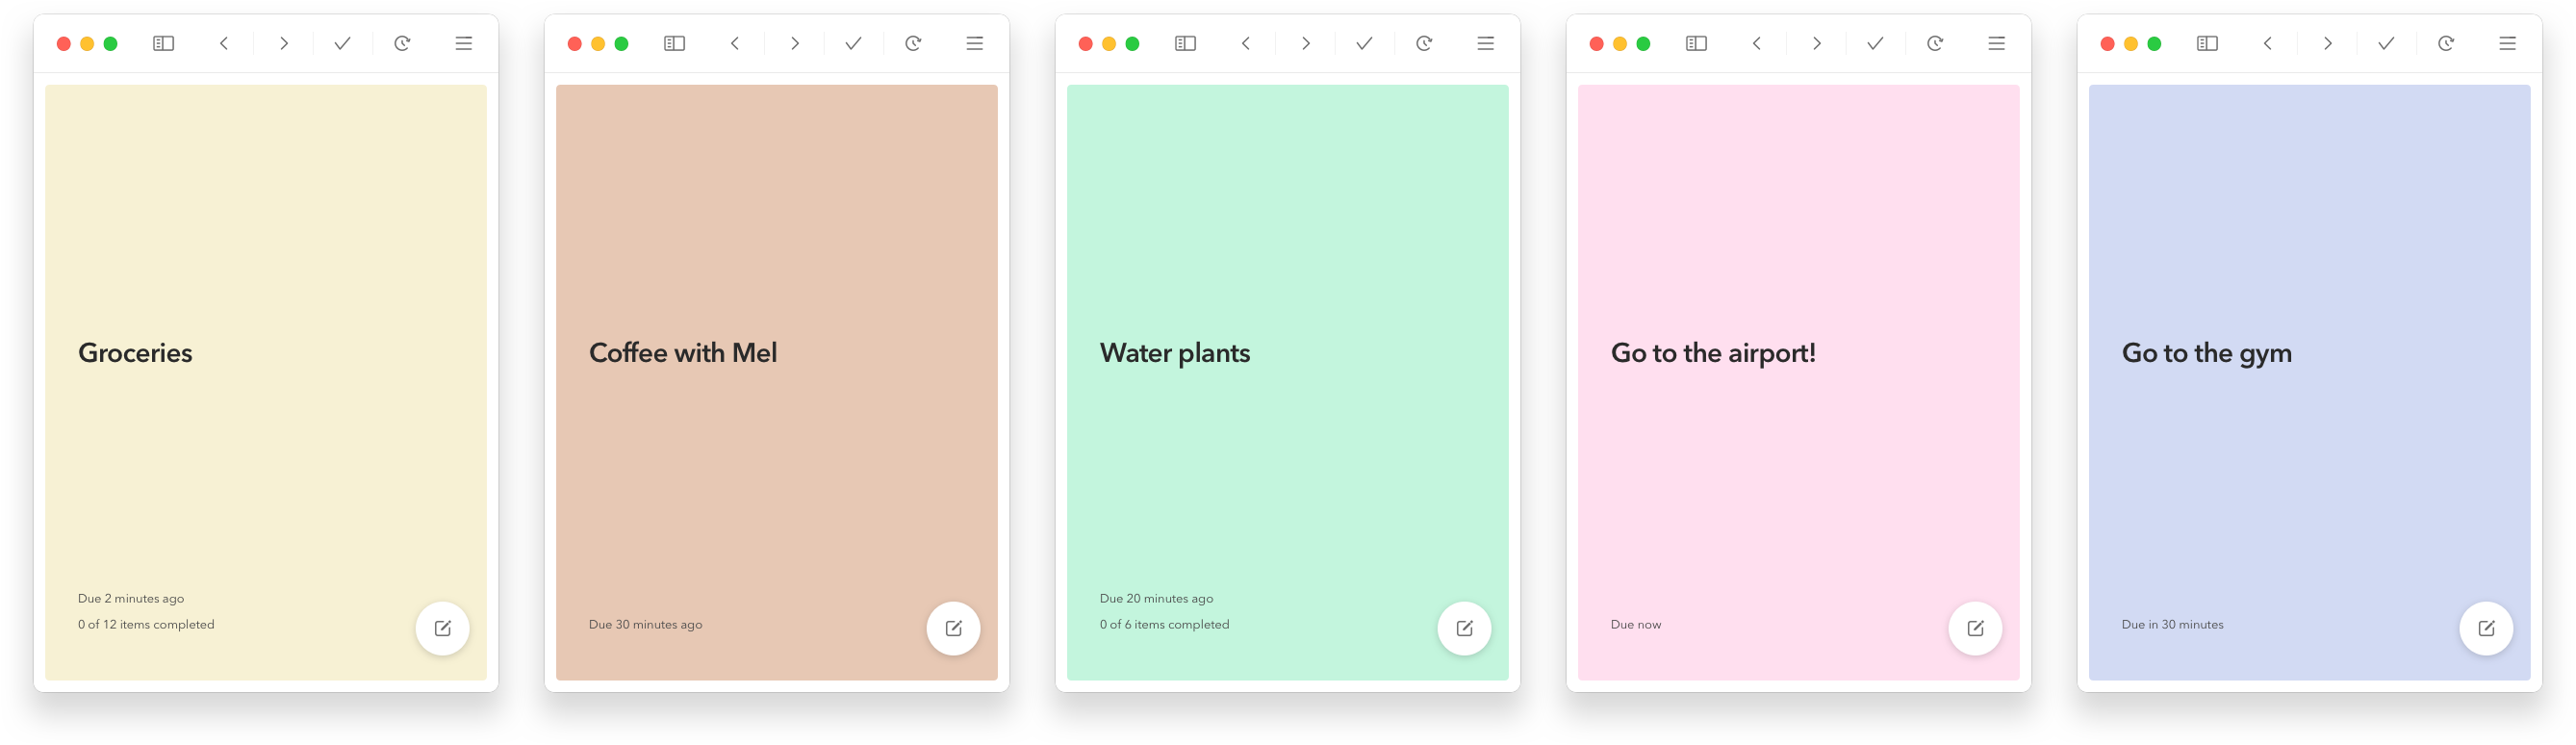 Groceries
Due 2 minutes ago
0 of 12 items completed
Coffee with Mel
Due 30 minutes ago
Water plants
Due 20 minutes ago
0 of 6 items completed
Go to the airport!
Due now
Go to the gym
Due in 30 minutes